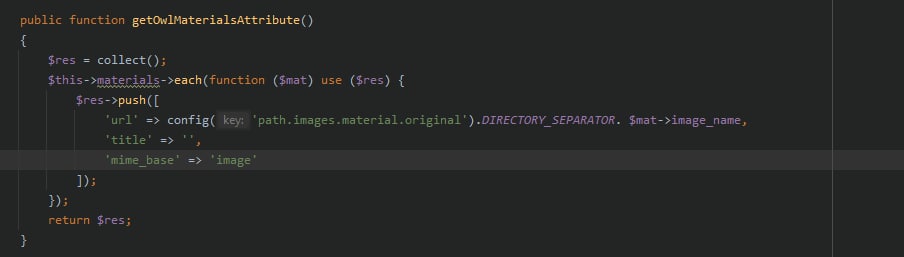 public function getOwlMaterialsAttribute()
{
    $res = collect();
    $this->materials->each(function ($mat) use ($res) {
        $res->push([
            'url' => config( key: 'path.images.material.original').DIRECTORY_SEPARATOR. $mat->image_name,
            'title' => '',
            'mime_base' => 'image'
        ]);
    });
    return $res;
}